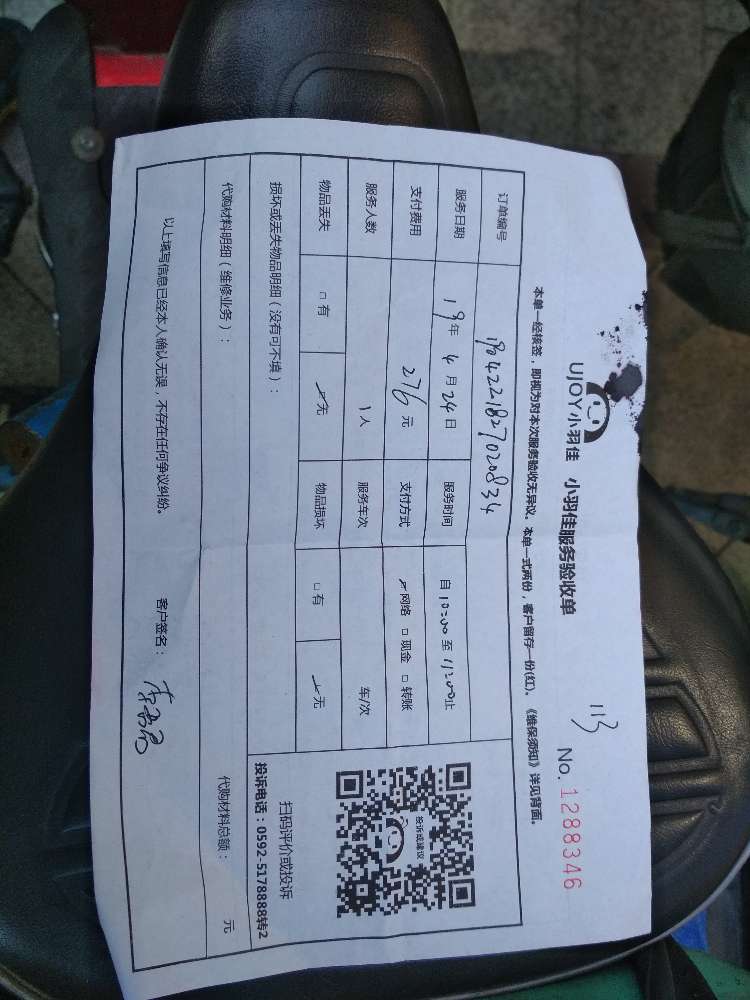 113
UJOY小羽佳 小羽佳服务验收单 No. 1288346
本单一经核签，即视为对本次服务验收无异议。本单一式两份，客户留存一份(红)。《维保须知》详见背面。
订单编号 1904221827020834
服务日期 19年 4月 24日 服务时间 自10:00至11:00止
支付费用 276元 支付方式 ☑网络 □现金 □转账
服务人数 1人 服务车次 车/次
物品丢失 □有 ☑无 物品损坏 □有 ☑无
投诉或建议
扫码评价或投诉
投诉电话：0592-5178888转2
损坏或丢失物品明细（没有可不填）：
代购材料明细（维修业务）： 代购材料总额： 元
以上填写信息已经本人确认无误，不存在任何争议纠纷。 客户签名：